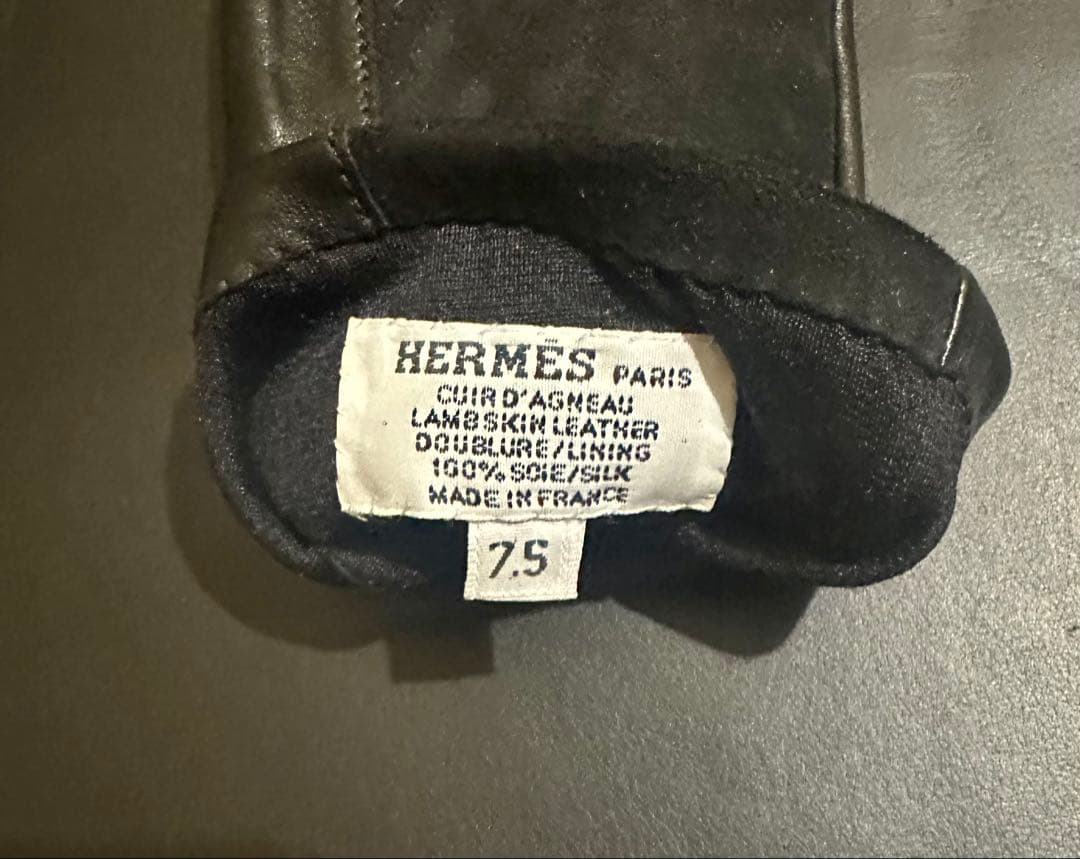 HERMÈS PARIS
CUIR D'AGNEAU
LAMBSKIN LEATHER
DOUBLURE/LINING
100% SOIE/SILK
MADE IN FRANCE
7.5